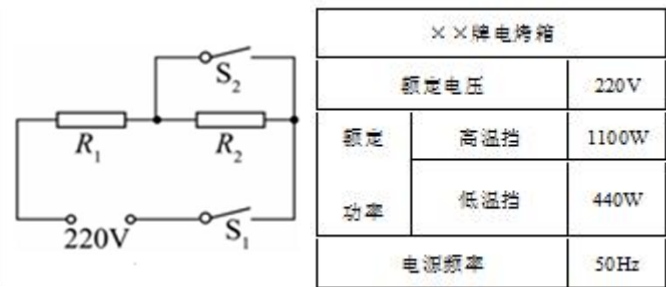 S₂
R₁
R₂
220V
S₁
××牌电烤箱
额定电压 220V
额定功率
高温挡 1100W
低温挡 440W
电源频率 50Hz